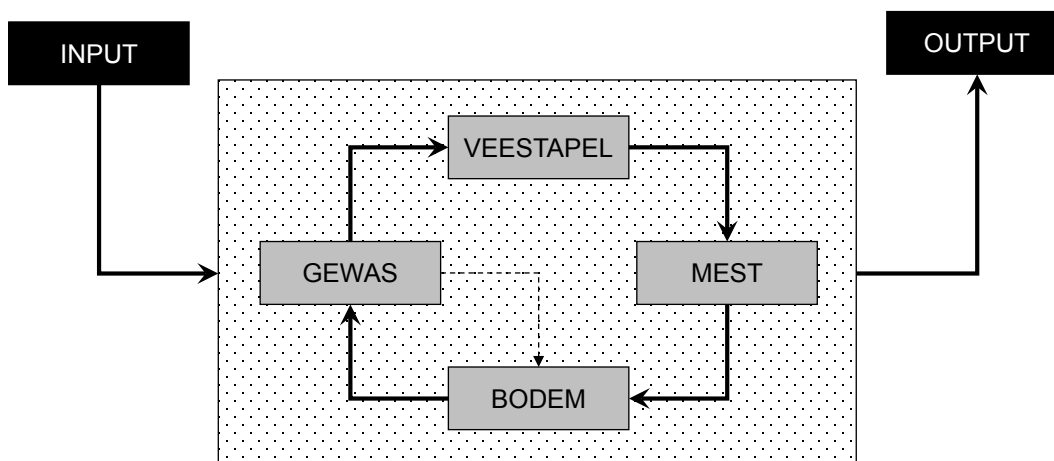 INPUT
OUTPUT
VEESTAPEL
GEWAS
MEST
BODEM